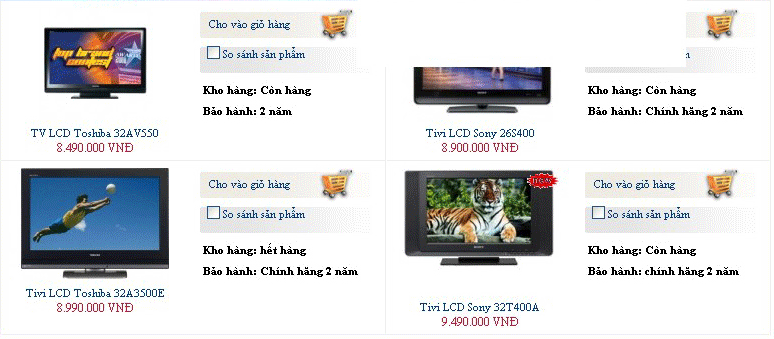 Cho vào giỏ hàng
So sánh sản phẩm
top brand
contest
Kho hàng: Còn hàng
Bảo hành: 2 năm
TV LCD Toshiba 32AV550
8.490.000 VNĐ
Kho hàng: Còn hàng
Bảo hành: Chính hãng 2 năm
Tivi LCD Sony 26S400
8.900.000 VNĐ
Cho vào giỏ hàng
So sánh sản phẩm
Kho hàng: hết hàng
Bảo hành: Chính hãng 2 năm
Tivi LCD Toshiba 32A3500E
8.990.000 VNĐ
Cho vào giỏ hàng
So sánh sản phẩm
Kho hàng: Còn hàng
Bảo hành: chính hãng 2 năm
Tivi LCD Sony 32T400A
9.490.000 VNĐ